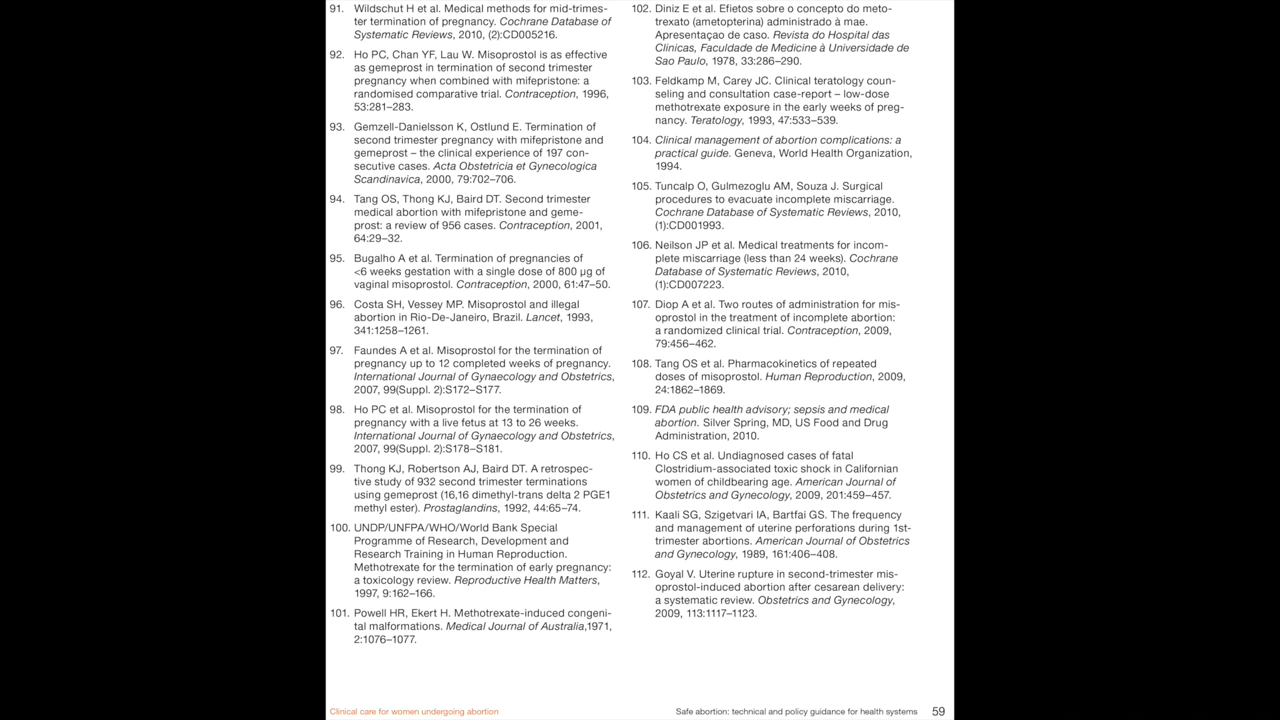 91. Wildschut H et al. Medical methods for mid-trimes-
ter termination of pregnancy. Cochrane Database of
Systematic Reviews, 2010, (2):CD005216.
92. Ho PC, Chan YF, Lau W. Misoprostol is as effective
as gemeprost in termination of second trimester
pregnancy when combined with mifepristone: a
randomised comparative trial. Contraception, 1996,
53:281–283.
93. Gemzell-Danielsson K, Ostlund E. Termination of
second trimester pregnancy with mifepristone and
gemeprost – the clinical experience of 197 con-
secutive cases. Acta Obstetricia et Gynecologica
Scandinavica, 2000, 79:702–706.
94. Tang OS, Thong KJ, Baird DT. Second trimester
medical abortion with mifepristone and geme-
prost: a review of 956 cases. Contraception, 2001,
64:29–32.
95. Bugalho A et al. Termination of pregnancies of
<6 weeks gestation with a single dose of 800 µg of
vaginal misoprostol. Contraception, 2000, 61:47–50.
96. Costa SH, Vessey MP. Misoprostol and illegal
abortion in Rio-De-Janeiro, Brazil. Lancet, 1993,
341:1258–1261.
97. Faundes A et al. Misoprostol for the termination of
pregnancy up to 12 completed weeks of pregnancy.
International Journal of Gynaecology and Obstetrics,
2007, 99(Suppl. 2):S172–S177.
98. Ho PC et al. Misoprostol for the termination of
pregnancy with a live fetus at 13 to 26 weeks.
International Journal of Gynaecology and Obstetrics,
2007, 99(Suppl. 2):S178–S181.
99. Thong KJ, Robertson AJ, Baird DT. A retrospec-
tive study of 932 second trimester terminations
using gemeprost (16,16 dimethyl-trans delta 2 PGE1
methyl ester). Prostaglandins, 1992, 44:65–74.
100. UNDP/UNFPA/WHO/World Bank Special
Programme of Research, Development and
Research Training in Human Reproduction.
Methotrexate for the termination of early pregnancy:
a toxicology review. Reproductive Health Matters,
1997, 9:162–166.
101. Powell HR, Ekert H. Methotrexate-induced congeni-
tal malformations. Medical Journal of Australia,1971,
2:1076–1077.
102. Diniz E et al. Efietos sobre o concepto do meto-
trexato (ametopterina) administrado à mae.
Apresentaçao de caso. Revista do Hospital das
Clinicas, Faculdade de Medicine à Universidade de
Sao Paulo, 1978, 33:286–290.
103. Feldkamp M, Carey JC. Clinical teratology coun-
seling and consultation case-report – low-dose
methotrexate exposure in the early weeks of preg-
nancy. Teratology, 1993, 47:533–539.
104. Clinical management of abortion complications: a
practical guide. Geneva, World Health Organization,
1994.
105. Tuncalp O, Gulmezoglu AM, Souza J. Surgical
procedures to evacuate incomplete miscarriage.
Cochrane Database of Systematic Reviews, 2010,
(1):CD001993.
106. Neilson JP et al. Medical treatments for incom-
plete miscarriage (less than 24 weeks). Cochrane
Database of Systematic Reviews, 2010,
(1):CD007223.
107. Diop A et al. Two routes of administration for mis-
oprostol in the treatment of incomplete abortion:
a randomized clinical trial. Contraception, 2009,
79:456–462.
108. Tang OS et al. Pharmacokinetics of repeated
doses of misoprostol. Human Reproduction, 2009,
24:1862–1869.
109. FDA public health advisory; sepsis and medical
abortion. Silver Spring, MD, US Food and Drug
Administration, 2010.
110. Ho CS et al. Undiagnosed cases of fatal
Clostridium-associated toxic shock in Californian
women of childbearing age. American Journal of
Obstetrics and Gynecology, 2009, 201:459–457.
111. Kaali SG, Szigetvari IA, Bartfai GS. The frequency
and management of uterine perforations during 1st-
trimester abortions. American Journal of Obstetrics
and Gynecology, 1989, 161:406–408.
112. Goyal V. Uterine rupture in second-trimester mis-
oprostol-induced abortion after cesarean delivery:
a systematic review. Obstetrics and Gynecology,
2009, 113:1117–1123.
Clinical care for women undergoing abortion
Safe abortion: technical and policy guidance for health systems 59